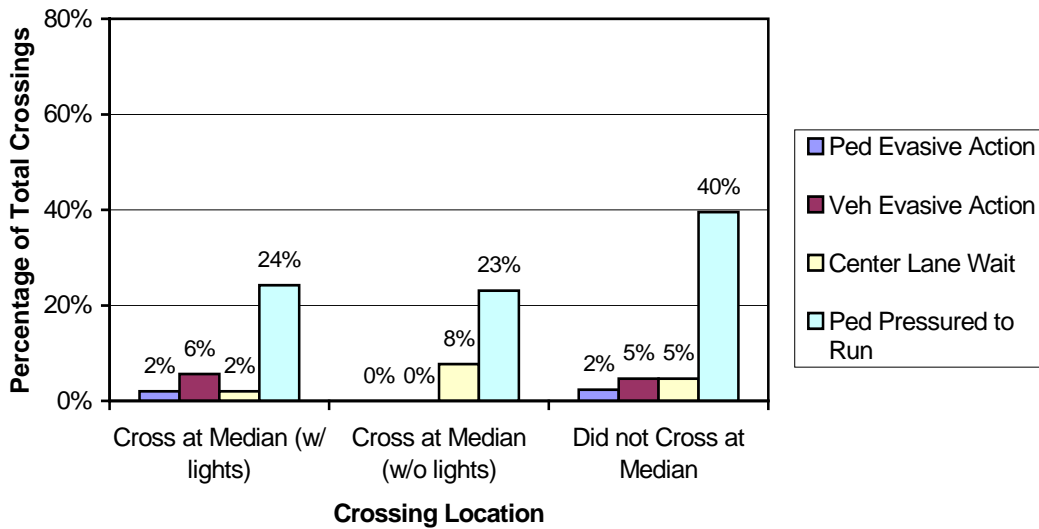 Percentage of Total Crossings
80%
60%
40%
20%
0%
2%
6%
2%
24%
0%
0%
8%
23%
2%
5%
5%
40%
Cross at Median (w/
lights)
Cross at Median
(w/o lights)
Did not Cross at
Median
Crossing Location
Ped Evasive Action
Veh Evasive Action
Center Lane Wait
Ped Pressured to
Run